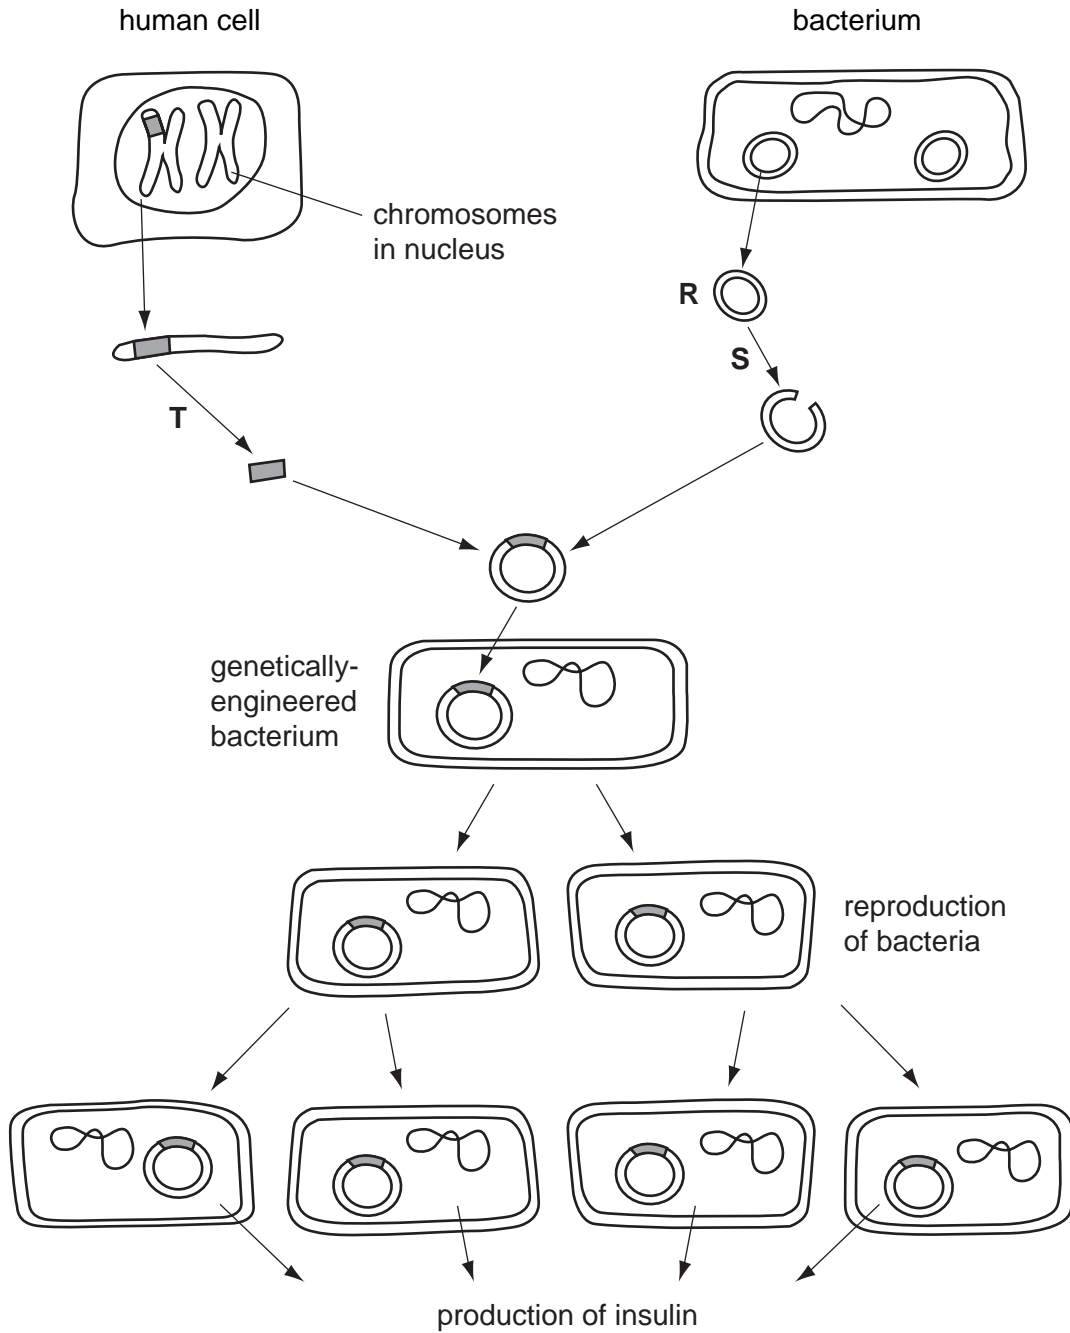 human cell
bacterium
chromosomes
in nucleus
R
S
T
genetically-
engineered
bacterium
reproduction
of bacteria
production of insulin